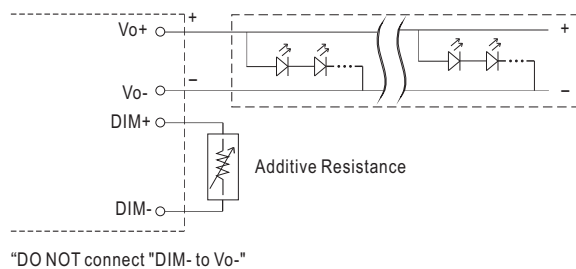 Vo+ + +
Vo- − −
DIM+
Additive Resistance
DIM-
“DO NOT connect "DIM- to Vo-"